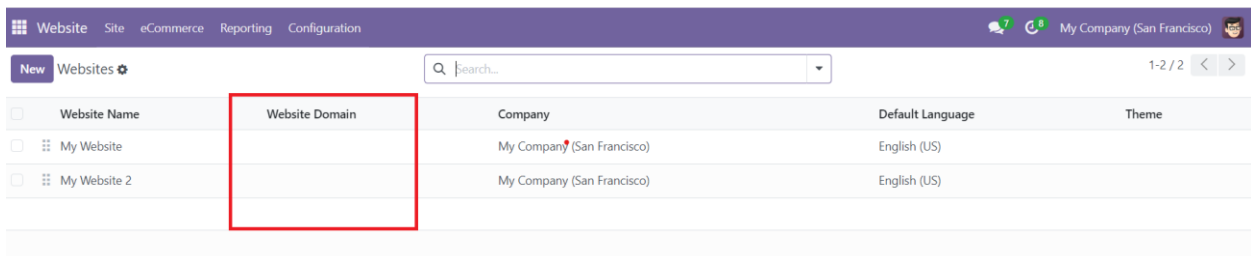 Website Site eCommerce Reporting Configuration 7 8 My Company (San Francisco)
New Websites Search... 1-2 / 2
Website Name Website Domain Company Default Language Theme
My Website My Company (San Francisco) English (US)
My Website 2 My Company (San Francisco) English (US)